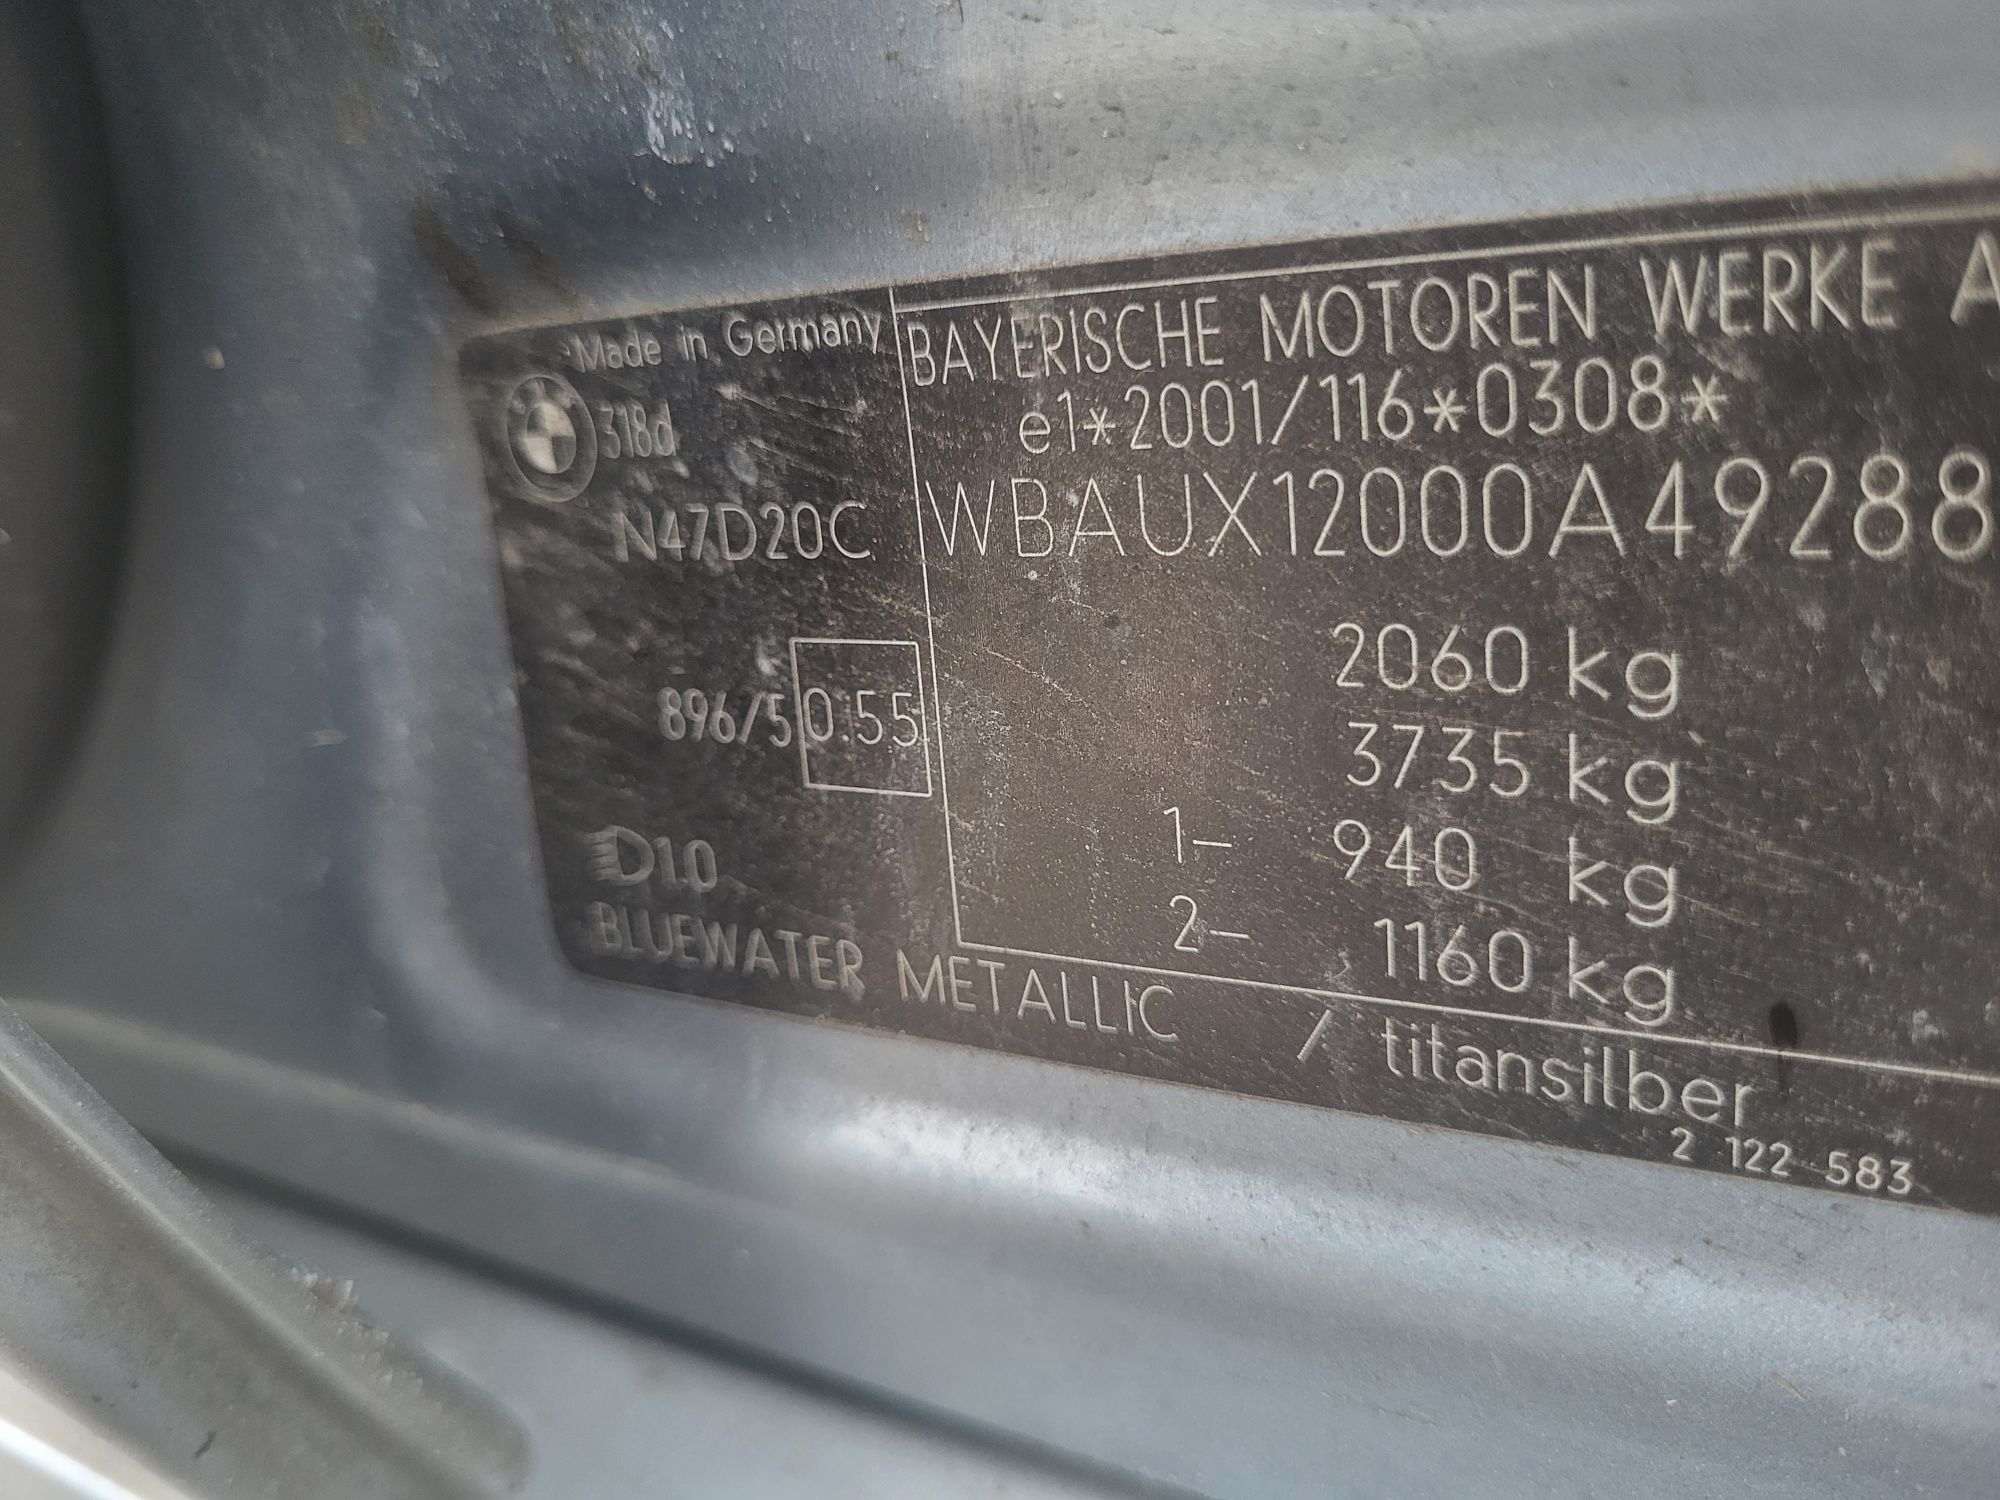 Made in Germany
318d
N47D20C
896/5 0.55
D1.0
BAYERISCHE MOTOREN WERKE A
e1*2001/116*0308*
WBAUX12000A49288
2060 kg
3735 kg
1- 940 kg
2- 1160 kg
BLUEWATER METALLIC / titansilber
2 122 583